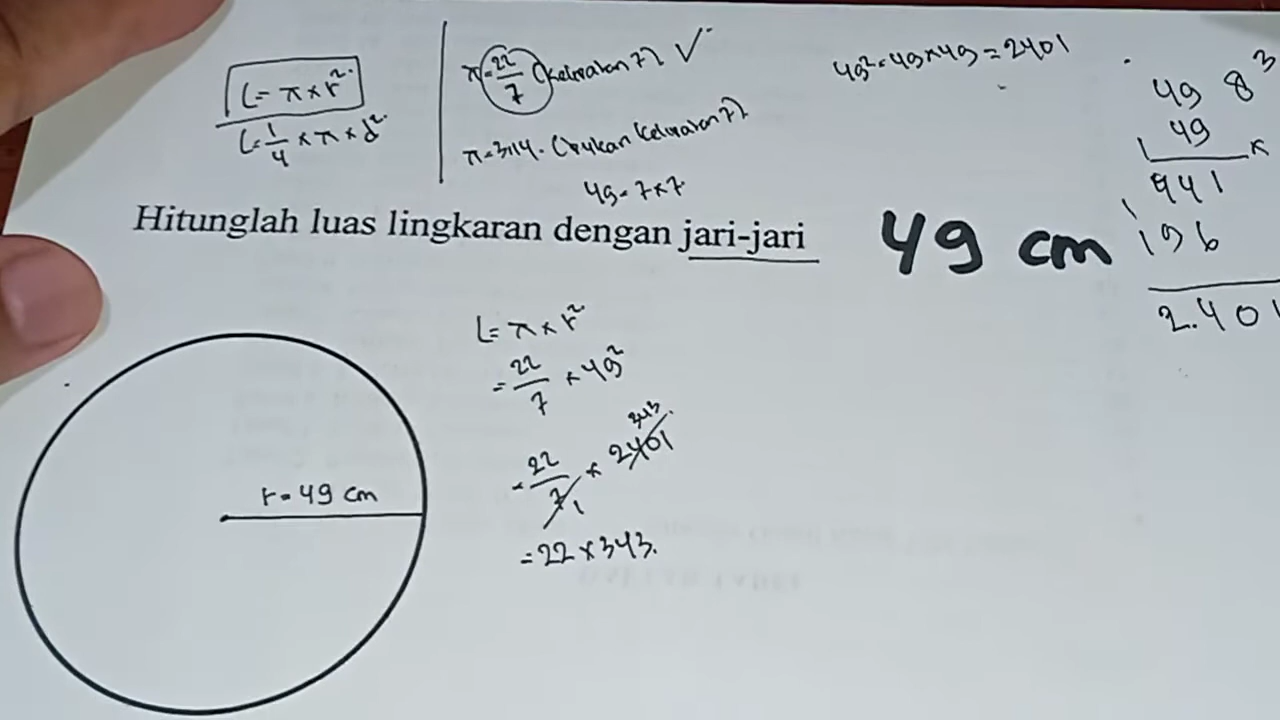 L = π × r²
L = 1/4 × π × d²
π = 22/7 (Kelipatan 7) ✓
π = 3,14. (Bukan Kelipatan 7)
49 = 7 × 7
49² = 49 × 49 = 2401
49 8 3
49 ×
441
196
2.401
Hitunglah luas lingkaran dengan jari-jari 49 cm
r = 49 cm
L = π × r²
= 22/7 × 49²
= 22/7 1 × 2401 343
= 22 × 343.